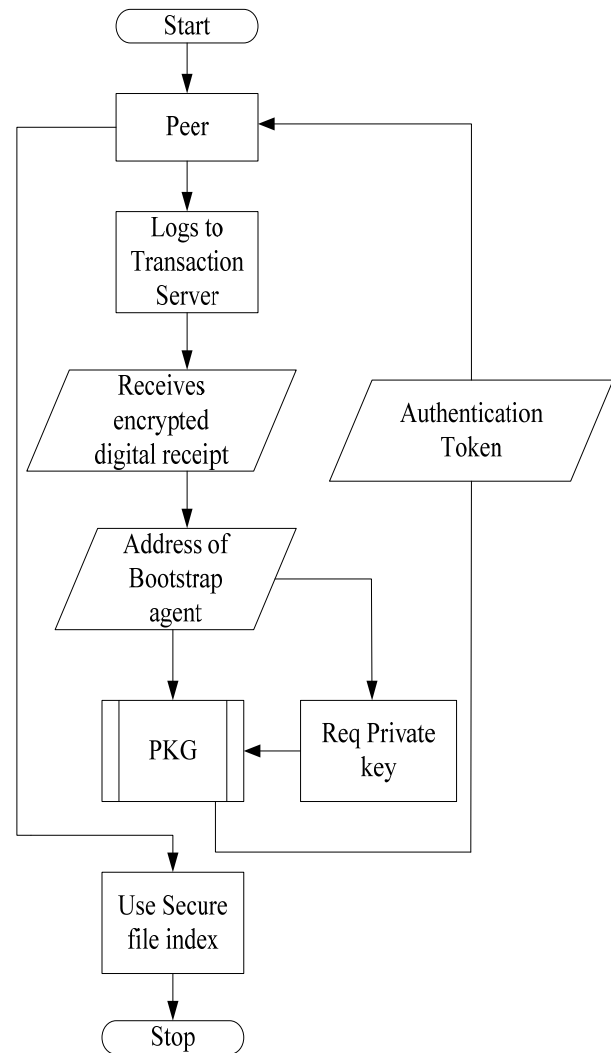 Start
Peer
Logs to
Transaction
Server
Receives
encrypted
digital receipt
Authentication
Token
Address of
Bootstrap
agent
PKG
Req Private
key
Use Secure
file index
Stop